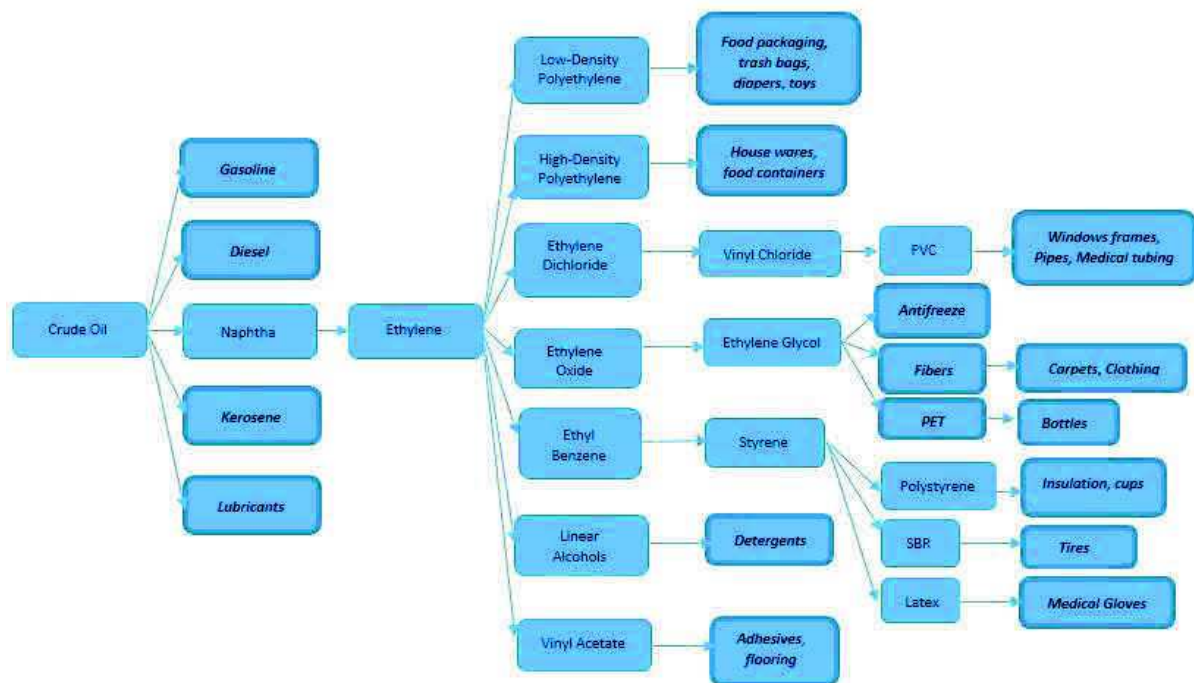 Crude Oil
Gasoline
Diesel
Naphtha
Kerosene
Lubricants
Ethylene
Low-Density
Polyethylene
Food packaging,
trash bags,
diapers, toys
High-Density
Polyethylene
House wares,
food containers
Ethylene
Dichloride
Vinyl Chloride
PVC
Windows frames,
Pipes, Medical tubing
Ethylene
Oxide
Ethylene Glycol
Antifreeze
Fibers
Carpets, Clothing
PET
Bottles
Ethyl
Benzene
Styrene
Polystyrene
Insulation, cups
SBR
Tires
Latex
Medical Gloves
Linear
Alcohols
Detergents
Vinyl Acetate
Adhesives,
flooring